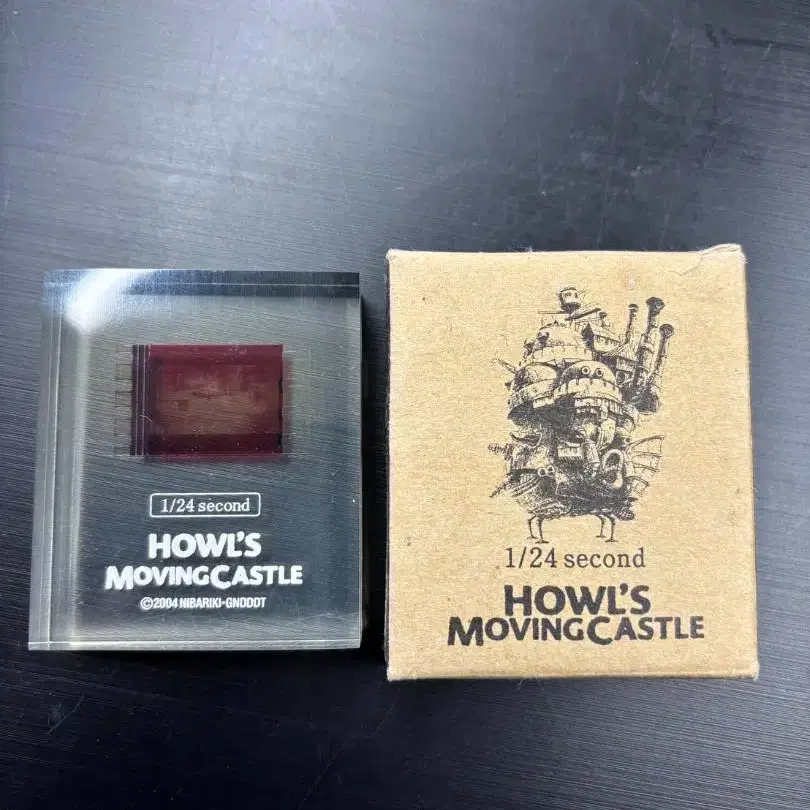 1/24 second
HOWL'S
MOVINGCASTLE
©2004 NIBARIKI-GNDDDT
1/24 second
HOWL'S
MOVINGCASTLE